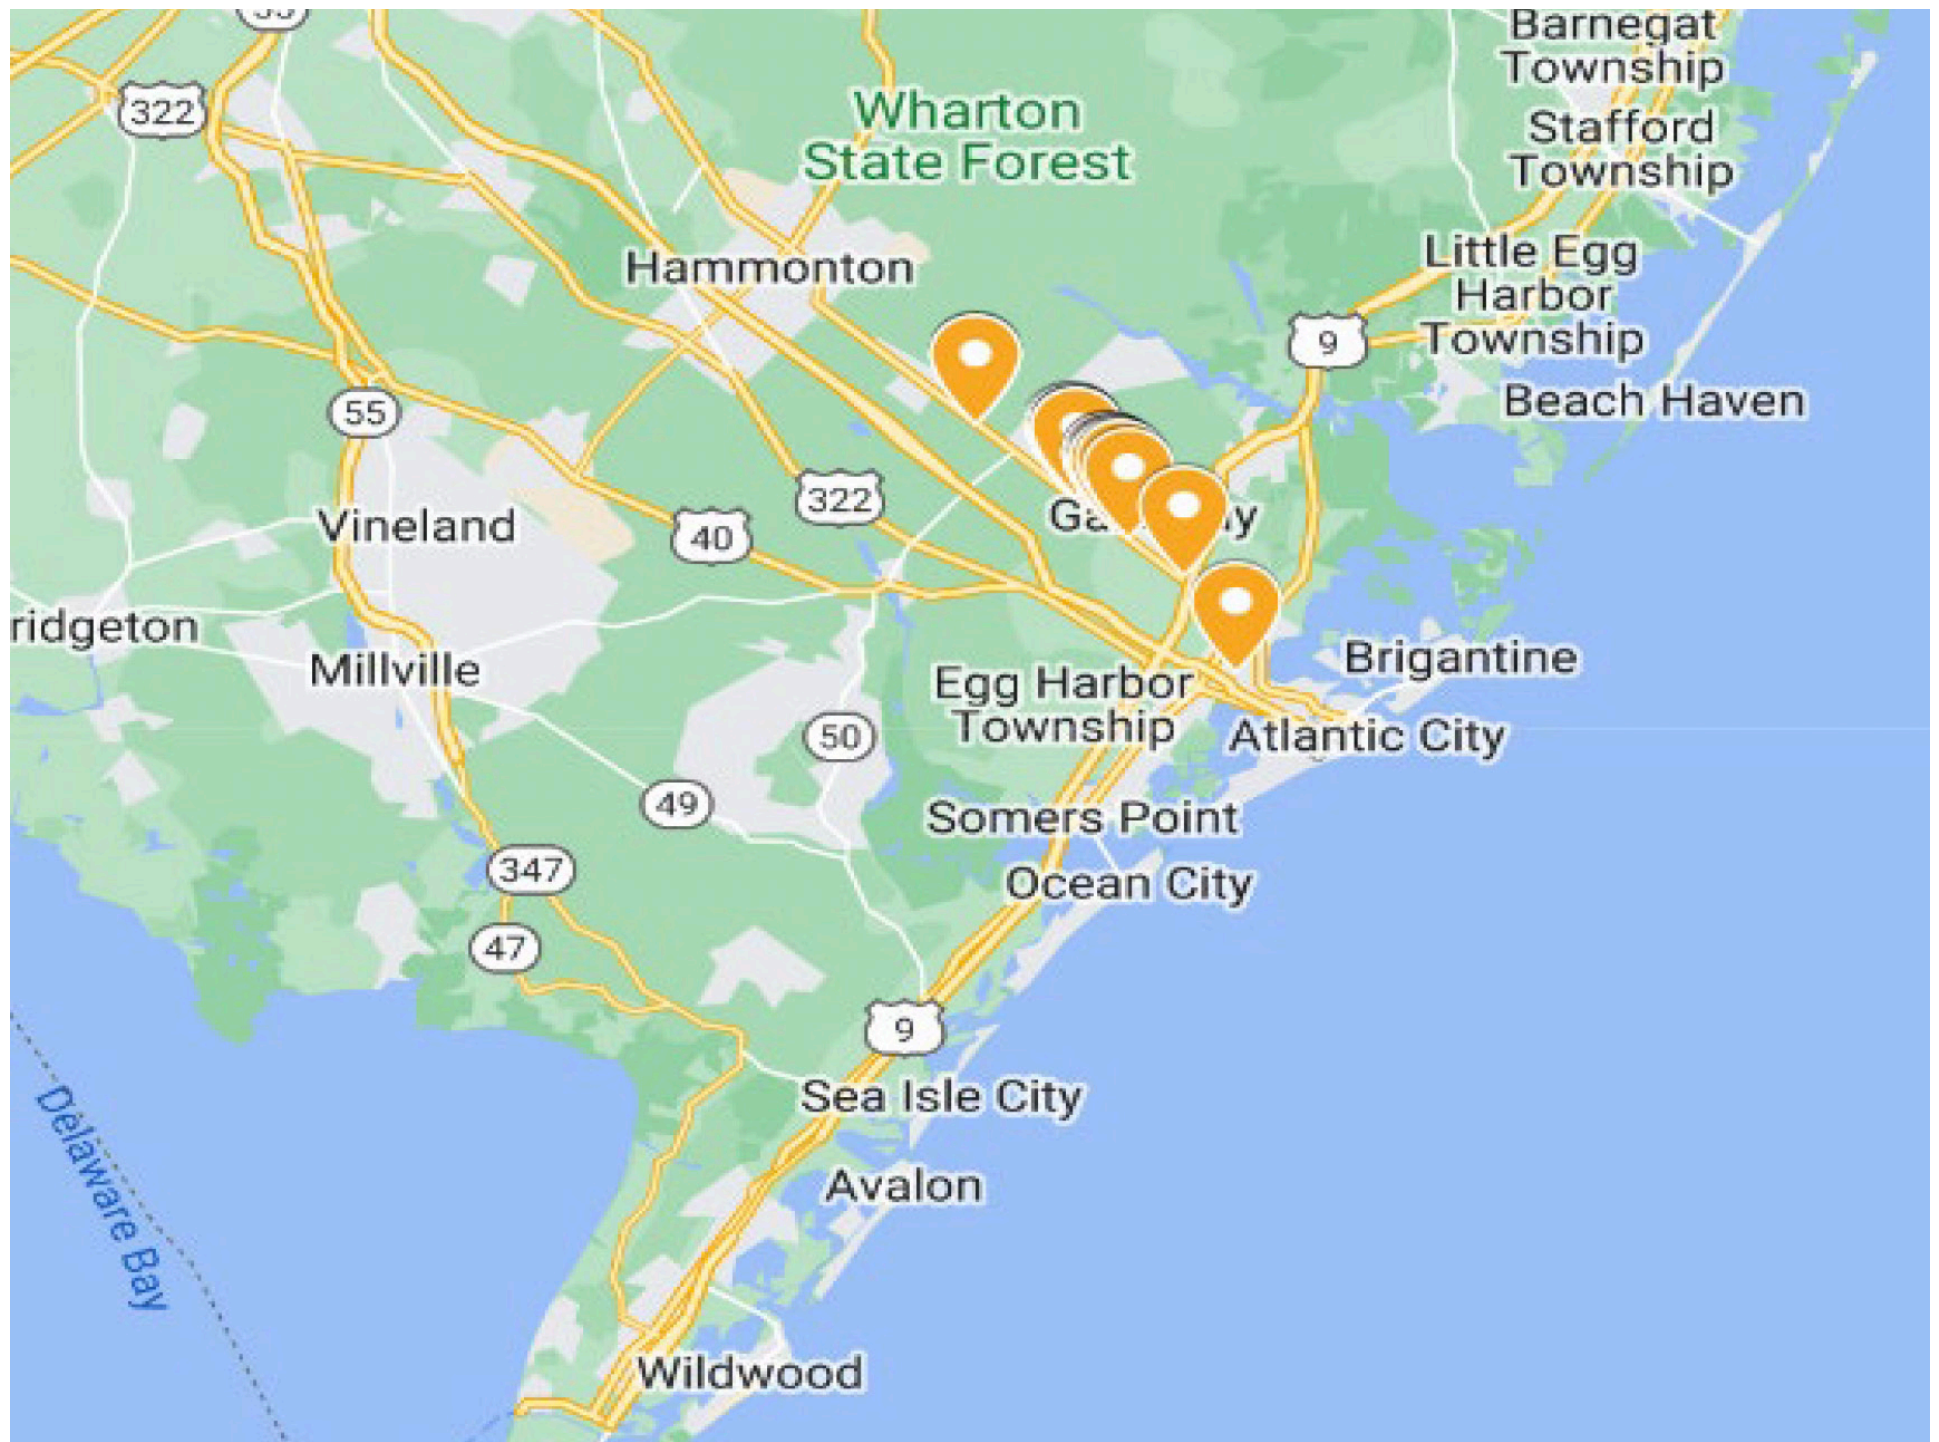 55
Barnegat
Township
322
Wharton
State Forest
Stafford
Township
Hammonton
Little Egg
Harbor
Township
9
Beach Haven
55
322
Vineland
40
ridgeton
Millville
Brigantine
Egg Harbor
Township
50
Atlantic City
49
Somers Point
347
Ocean City
47
9
Sea Isle City
Delaware Bay
Avalon
Wildwood